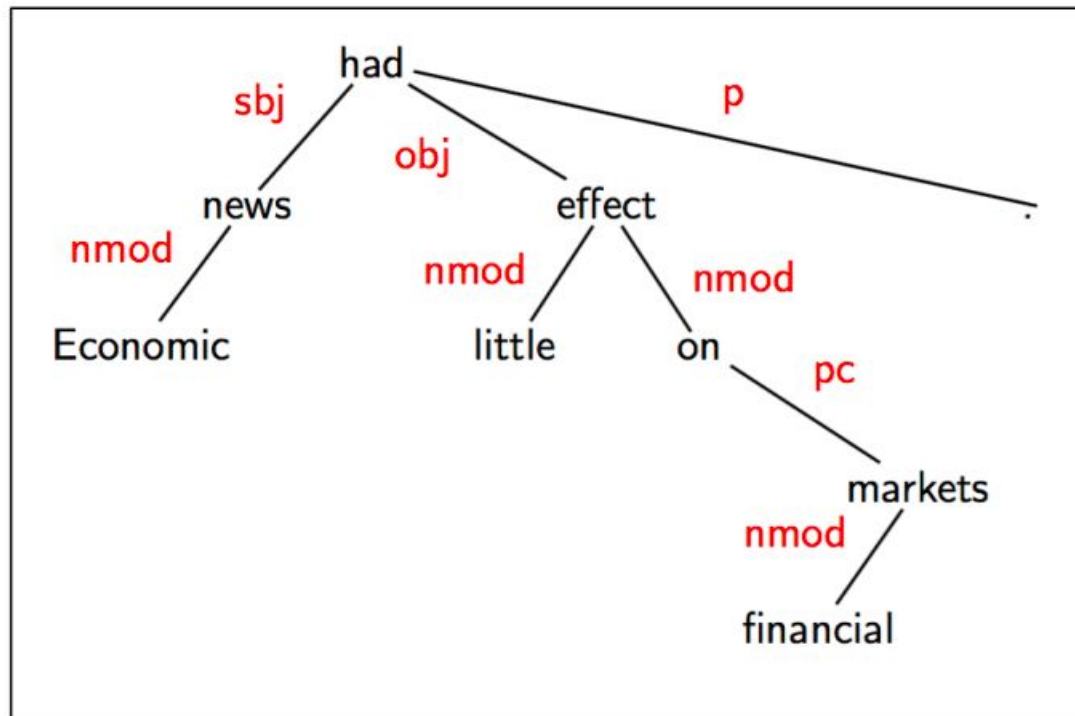 had
sbj
p
obj
news
effect
.
nmod
nmod
nmod
Economic
little
on
pc
markets
nmod
financial